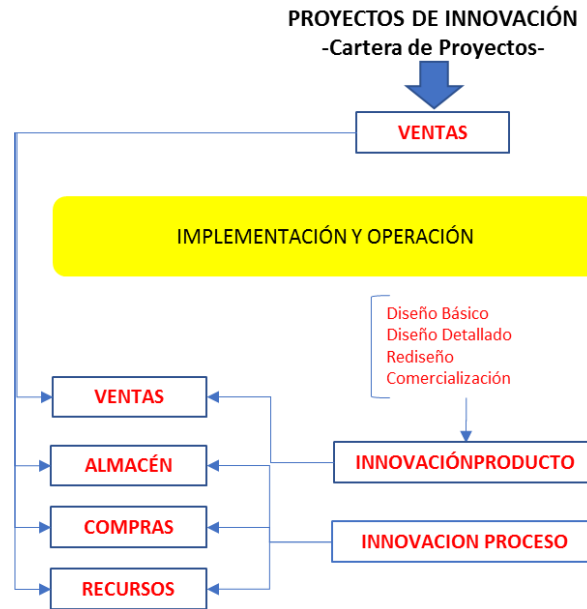 PROYECTOS DE INNOVACIÓN
-Cartera de Proyectos-
VENTAS
IMPLEMENTACIÓN Y OPERACIÓN
Diseño Básico
Diseño Detallado
Rediseño
Comercialización
VENTAS
ALMACÉN
INNOVACIÓNPRODUCTO
COMPRAS
INNOVACION PROCESO
RECURSOS